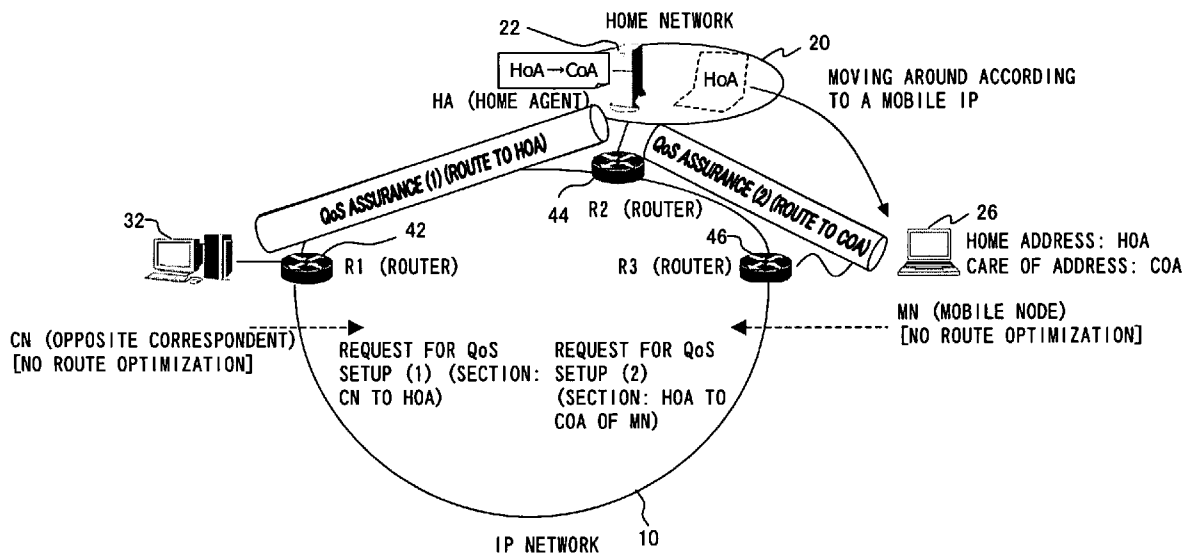 HOME NETWORK
22
20
HoA→CoA
HoA
HA (HOME AGENT)
MOVING AROUND ACCORDING
TO A MOBILE IP
QoS ASSURANCE (1) (ROUTE TO HOA)
QoS ASSURANCE (2) (ROUTE TO COA)
44
R2 (ROUTER)
32
42
46
26
R1 (ROUTER)
R3 (ROUTER)
HOME ADDRESS: HOA
CARE OF ADDRESS: COA
CN (OPPOSITE CORRESPONDENT)
[NO ROUTE OPTIMIZATION]
MN (MOBILE NODE)
[NO ROUTE OPTIMIZATION]
REQUEST FOR QoS
SETUP (1) (SECTION:
CN TO HOA)
REQUEST FOR QoS
SETUP (2)
(SECTION: HOA TO
COA OF MN)
10
IP NETWORK